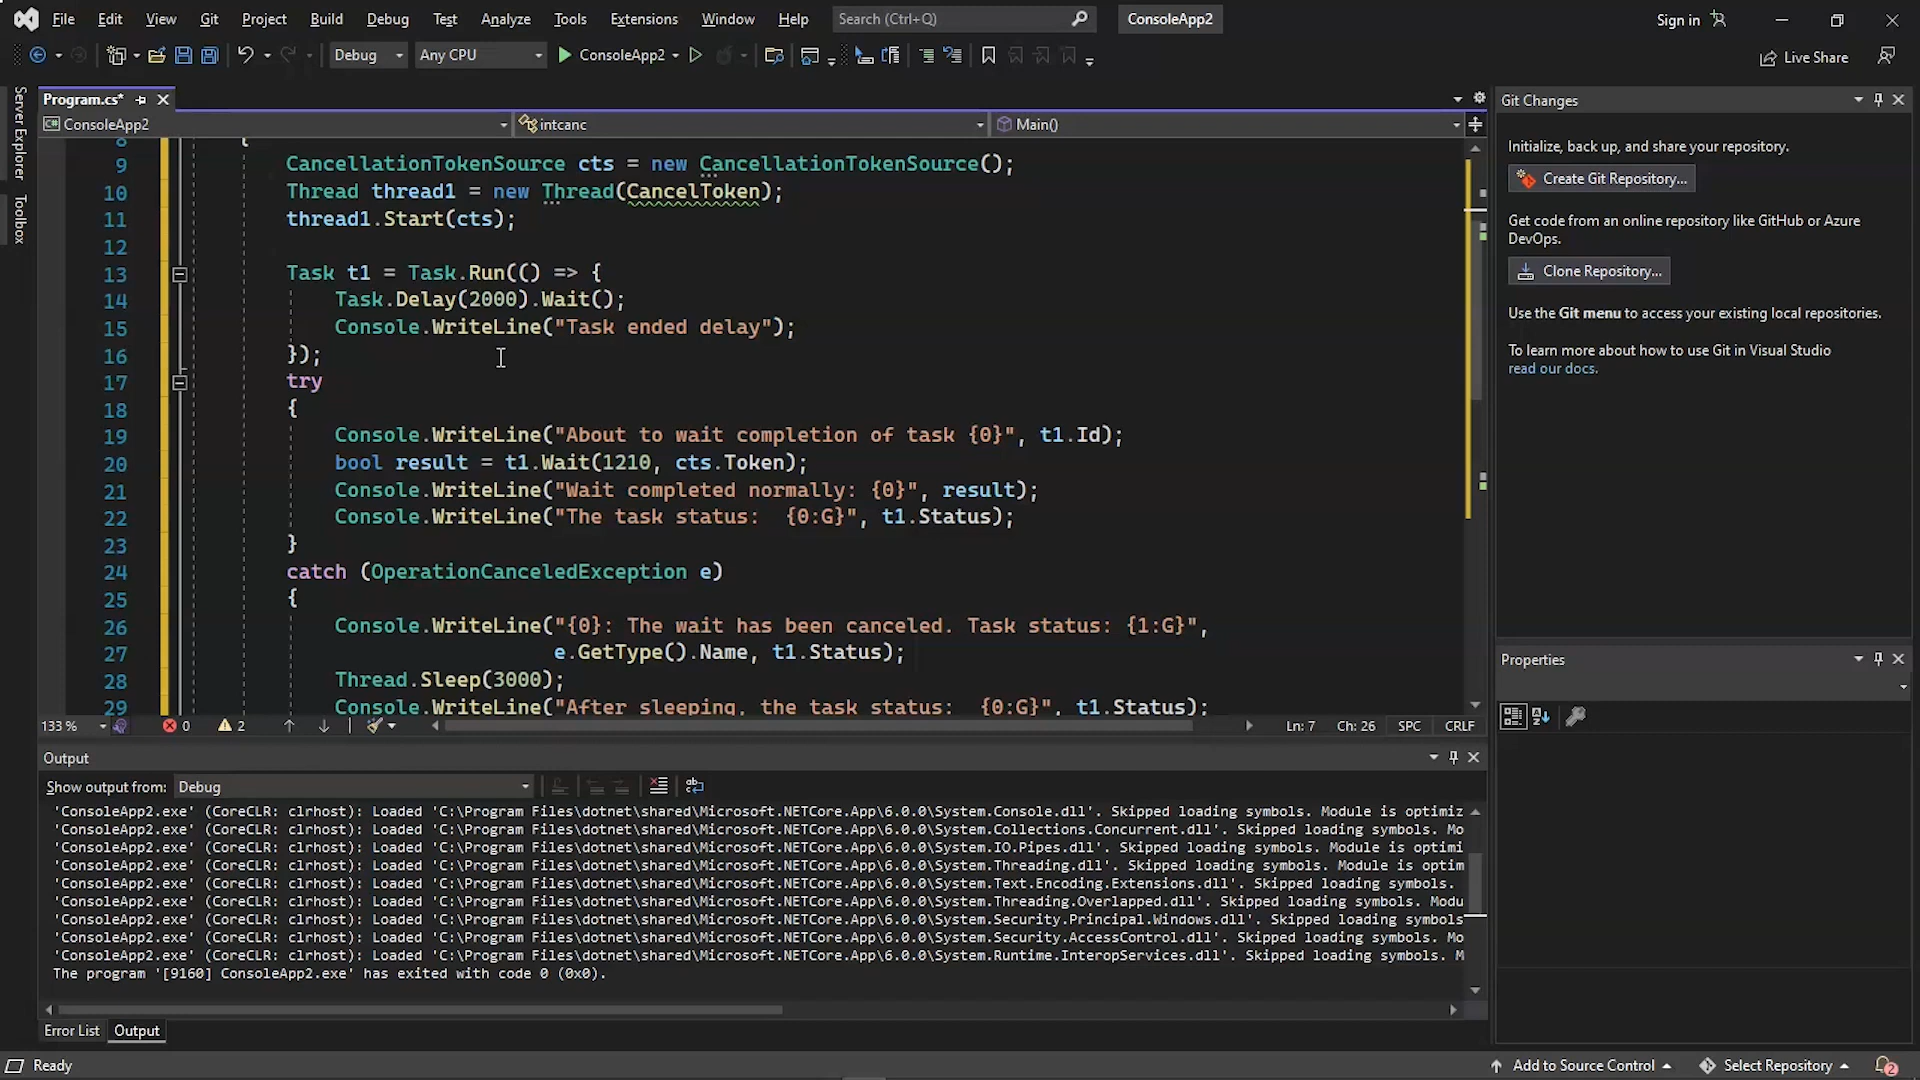 File Edit View Git Project Build Debug Test Analyze Tools Extensions Window Help Search (Ctrl+Q) ConsoleApp2 Sign in
Debug Any CPU ConsoleApp2 Live Share
Server Explorer
Toolbox
Program.cs*
ConsoleApp2 intcanc Main()
8 {
9 CancellationTokenSource cts = new CancellationTokenSource();
10 Thread thread1 = new Thread(CancelToken);
11 thread1.Start(cts);
12
13 Task t1 = Task.Run(() => {
14 Task.Delay(2000).Wait();
15 Console.WriteLine("Task ended delay");
16 });
17 try
18 {
19 Console.WriteLine("About to wait completion of task {0}", t1.Id);
20 bool result = t1.Wait(1210, cts.Token);
21 Console.WriteLine("Wait completed normally: {0}", result);
22 Console.WriteLine("The task status:  {0:G}", t1.Status);
23 }
24 catch (OperationCanceledException e)
25 {
26 Console.WriteLine("{0}: The wait has been canceled. Task status: {1:G}",
27 e.GetType().Name, t1.Status);
28 Thread.Sleep(3000);
29 Console.WriteLine("After sleeping, the task status:  {0:G}", t1.Status);
133 % 0 2 Ln: 7 Ch: 26 SPC CRLF
Output
Show output from: Debug
'ConsoleApp2.exe' (CoreCLR: clrhost): Loaded 'C:\Program Files\dotnet\shared\Microsoft.NETCore.App\6.0.0\System.Console.dll'. Skipped loading symbols. Module is optimiz
'ConsoleApp2.exe' (CoreCLR: clrhost): Loaded 'C:\Program Files\dotnet\shared\Microsoft.NETCore.App\6.0.0\System.Collections.Concurrent.dll'. Skipped loading symbols. Mo
'ConsoleApp2.exe' (CoreCLR: clrhost): Loaded 'C:\Program Files\dotnet\shared\Microsoft.NETCore.App\6.0.0\System.IO.Pipes.dll'. Skipped loading symbols. Module is optimi
'ConsoleApp2.exe' (CoreCLR: clrhost): Loaded 'C:\Program Files\dotnet\shared\Microsoft.NETCore.App\6.0.0\System.Threading.dll'. Skipped loading symbols. Module is optim
'ConsoleApp2.exe' (CoreCLR: clrhost): Loaded 'C:\Program Files\dotnet\shared\Microsoft.NETCore.App\6.0.0\System.Text.Encoding.Extensions.dll'. Skipped loading symbols.
'ConsoleApp2.exe' (CoreCLR: clrhost): Loaded 'C:\Program Files\dotnet\shared\Microsoft.NETCore.App\6.0.0\System.Threading.Overlapped.dll'. Skipped loading symbols. Modu
'ConsoleApp2.exe' (CoreCLR: clrhost): Loaded 'C:\Program Files\dotnet\shared\Microsoft.NETCore.App\6.0.0\System.Security.Principal.Windows.dll'. Skipped loading symbols
'ConsoleApp2.exe' (CoreCLR: clrhost): Loaded 'C:\Program Files\dotnet\shared\Microsoft.NETCore.App\6.0.0\System.Security.AccessControl.dll'. Skipped loading symbols. Mo
'ConsoleApp2.exe' (CoreCLR: clrhost): Loaded 'C:\Program Files\dotnet\shared\Microsoft.NETCore.App\6.0.0\System.Runtime.InteropServices.dll'. Skipped loading symbols. M
The program '[9160] ConsoleApp2.exe' has exited with code 0 (0x0).
Error List Output
Git Changes
Initialize, back up, and share your repository.
Create Git Repository...
Get code from an online repository like GitHub or Azure
DevOps.
Clone Repository...
Use the Git menu to access your existing local repositories.
To learn more about how to use Git in Visual Studio
read our docs.
Properties
Ready Add to Source Control Select Repository 2